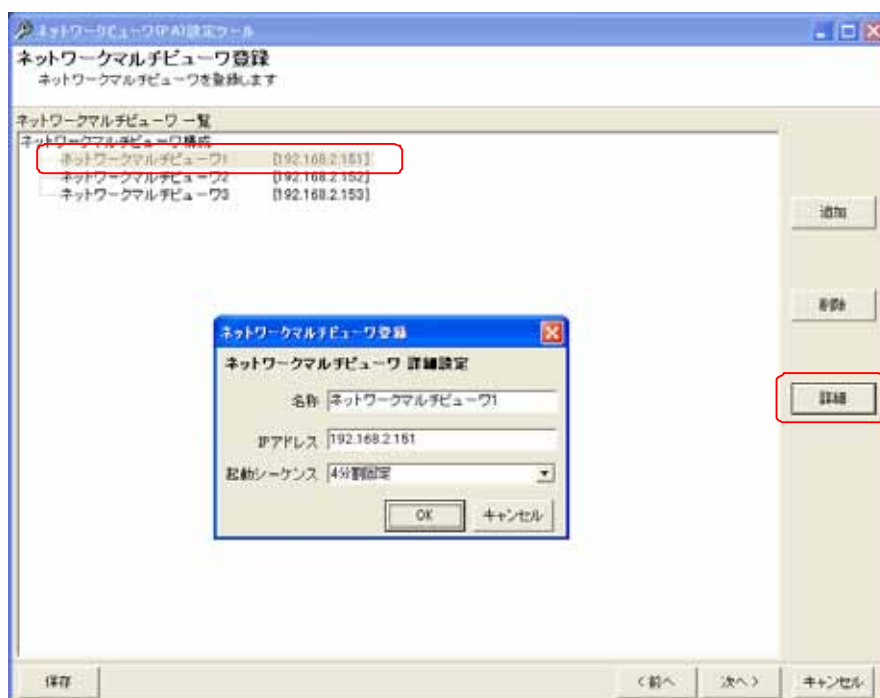 ネットワークビューワ(PA)設定ツール
ネットワークマルチビューワ登録
ネットワークマルチビューワを登録します
ネットワークマルチビューワ 一覧
ネットワークマルチビューワ構成
ネットワークマルチビューワ1 [192.168.2.151]
ネットワークマルチビューワ2 [192.168.2.152]
ネットワークマルチビューワ3 [192.168.2.153]
追加
削除
詳細
ネットワークマルチビューワ登録
ネットワークマルチビューワ 詳細設定
名称 ネットワークマルチビューワ1
IPアドレス 192.168.2.151
起動シーケンス 4分割固定
OK キャンセル
保存 <前へ 次へ> キャンセル